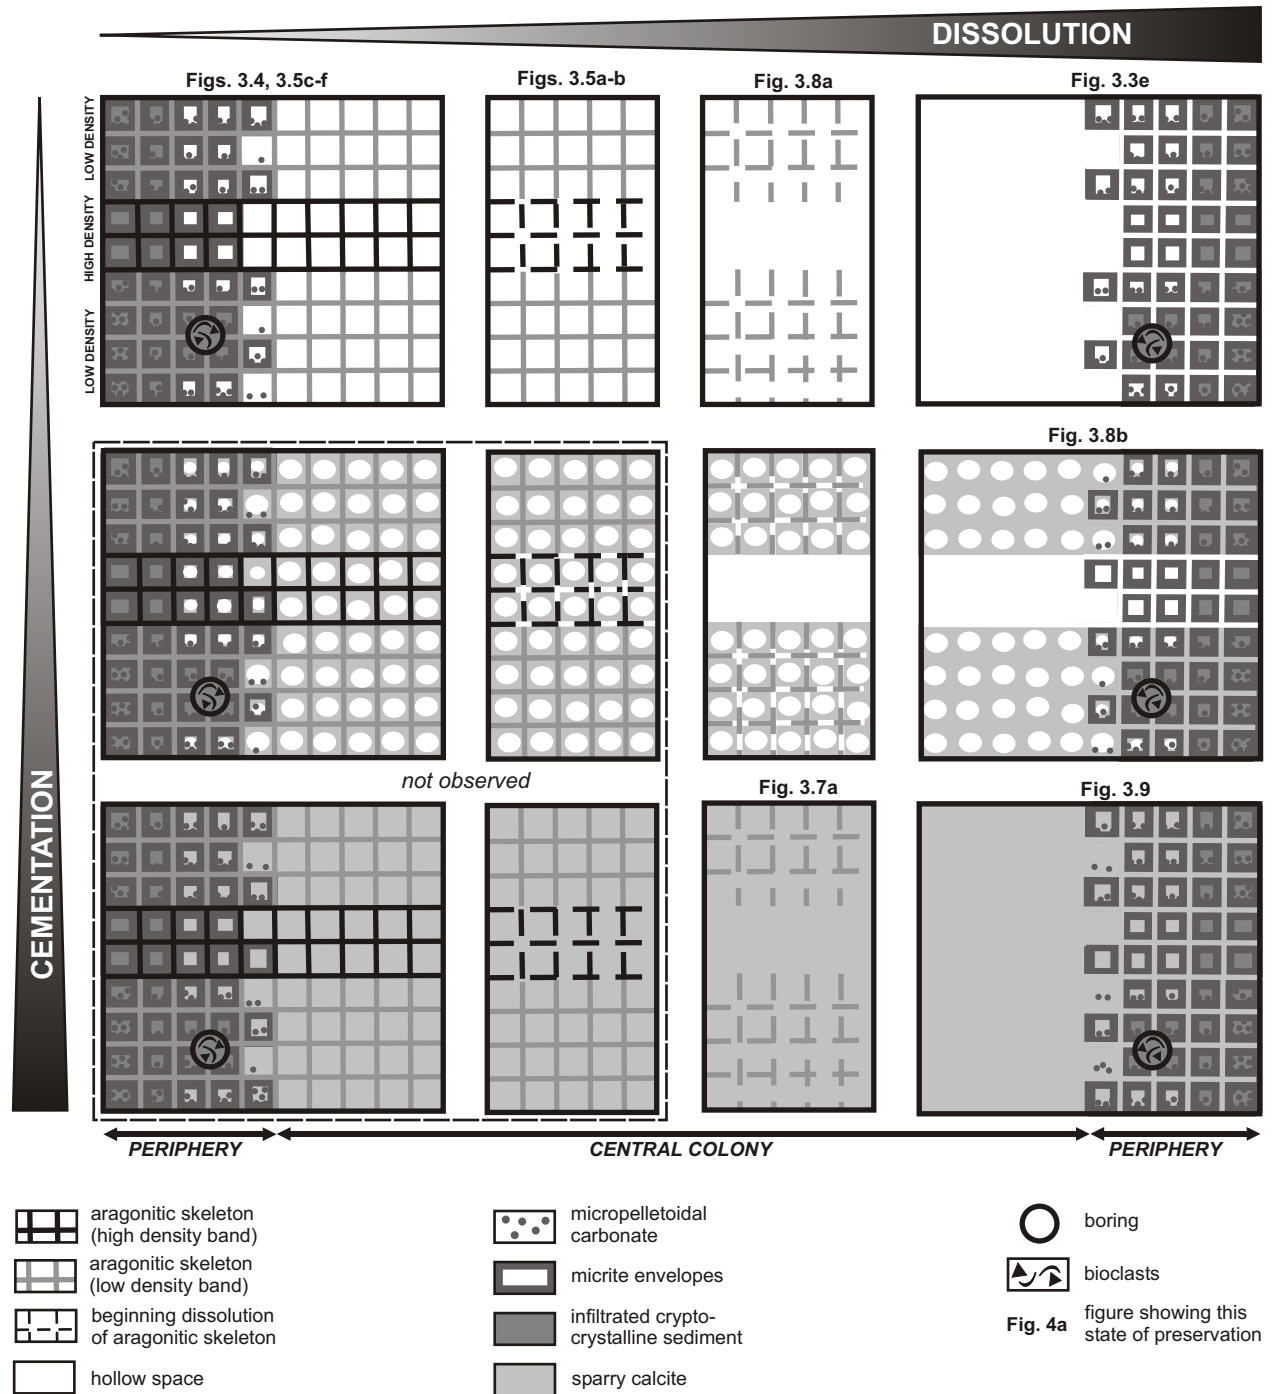 DISSOLUTION
Figs. 3.4, 3.5c-f
Figs. 3.5a-b
Fig. 3.8a
Fig. 3.3e
LOW DENSITY
HIGH DENSITY
LOW DENSITY
Fig. 3.8b
not observed
Fig. 3.7a
Fig. 3.9
CEMENTATION
PERIPHERY
CENTRAL COLONY
PERIPHERY
aragonitic skeleton
(high density band)
aragonitic skeleton
(low density band)
beginning dissolution
of aragonitic skeleton
hollow space
micropelletoidal
carbonate
micrite envelopes
infiltrated crypto-
crystalline sediment
sparry calcite
boring
bioclasts
Fig. 4a
figure showing this
state of preservation